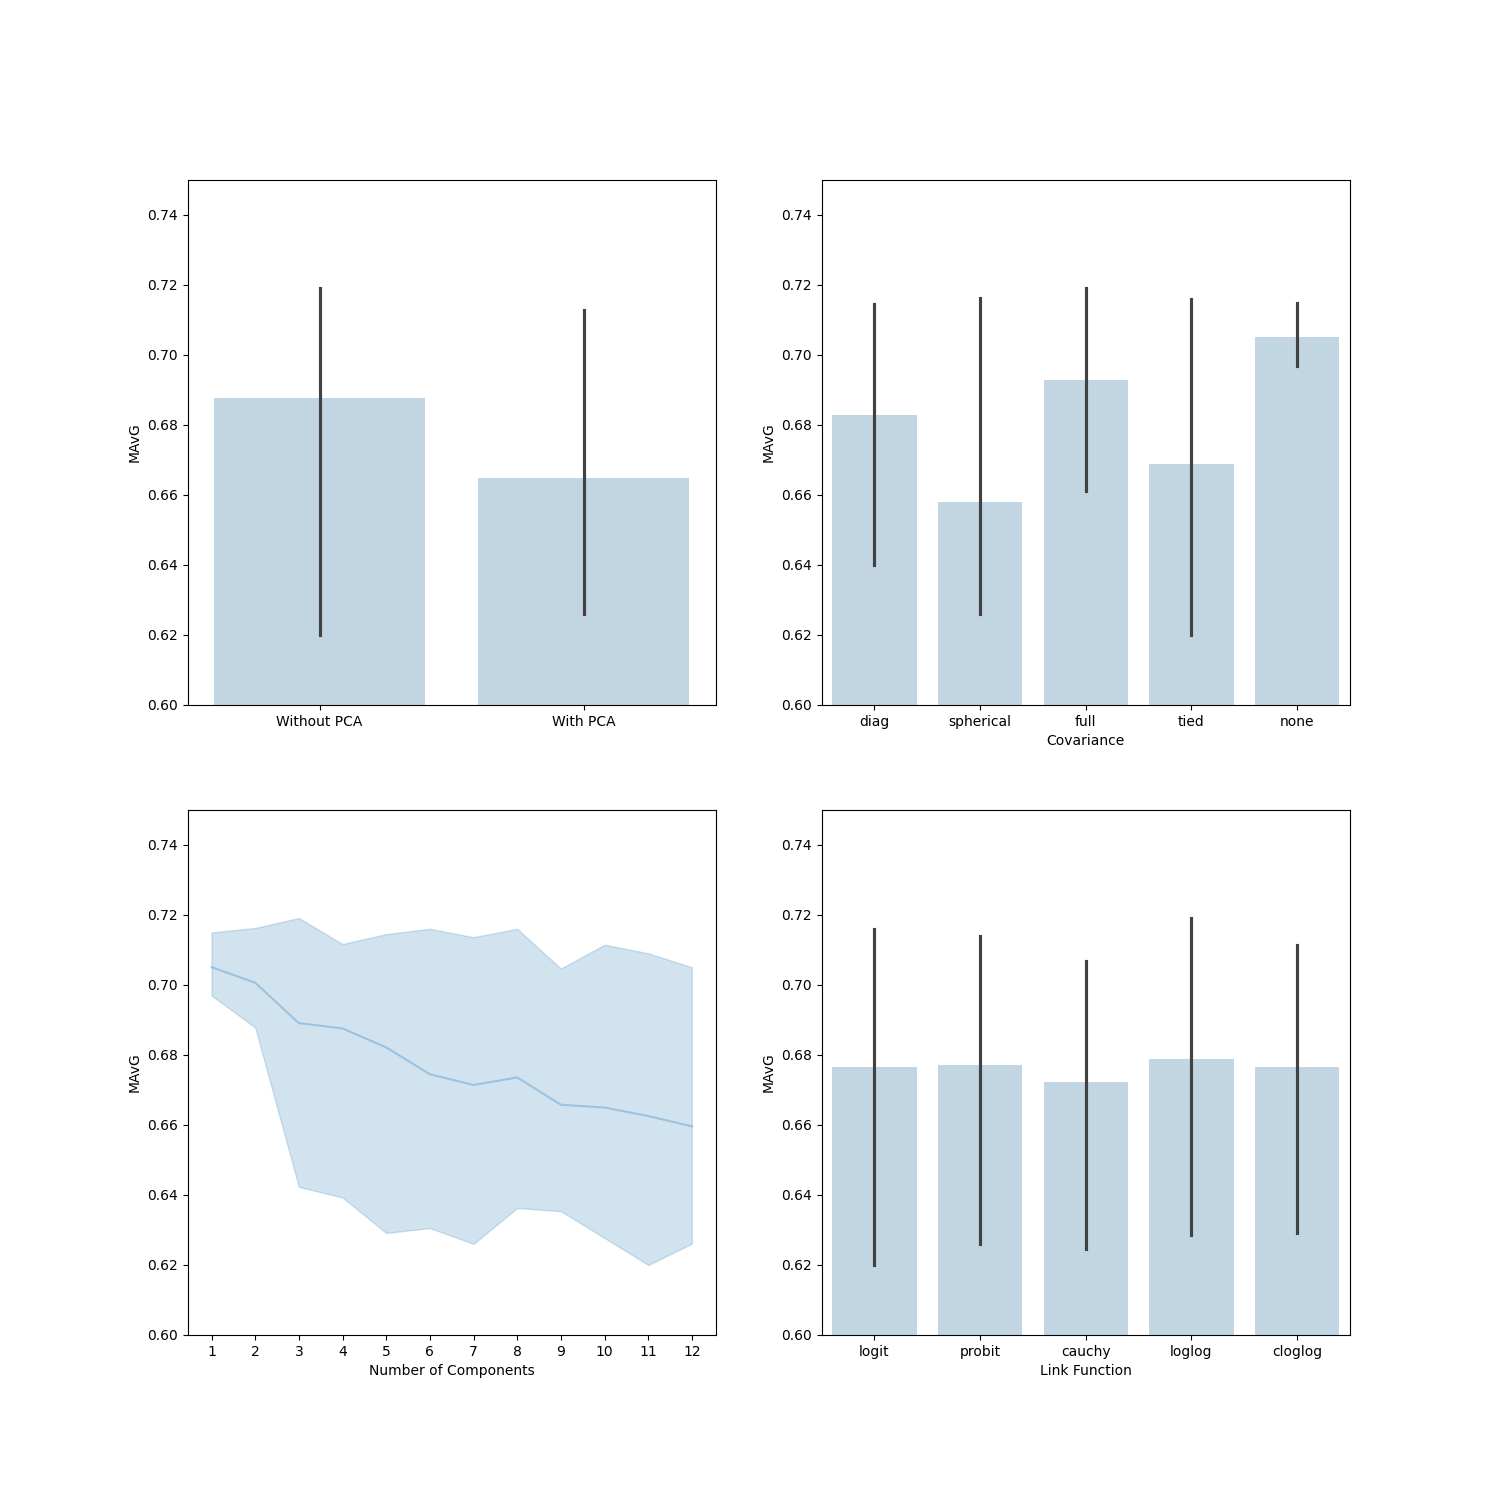 0.74
0.72
0.70
0.68
0.66
0.64
0.62
0.60
MAvG
Without PCA
With PCA
0.74
0.72
0.70
0.68
0.66
0.64
0.62
0.60
MAvG
diag
spherical
full
tied
none
Covariance
0.74
0.72
0.70
0.68
0.66
0.64
0.62
0.60
MAvG
1 2 3 4 5 6 7 8 9 10 11 12
Number of Components
0.74
0.72
0.70
0.68
0.66
0.64
0.62
0.60
MAvG
logit
probit
cauchy
loglog
cloglog
Link Function